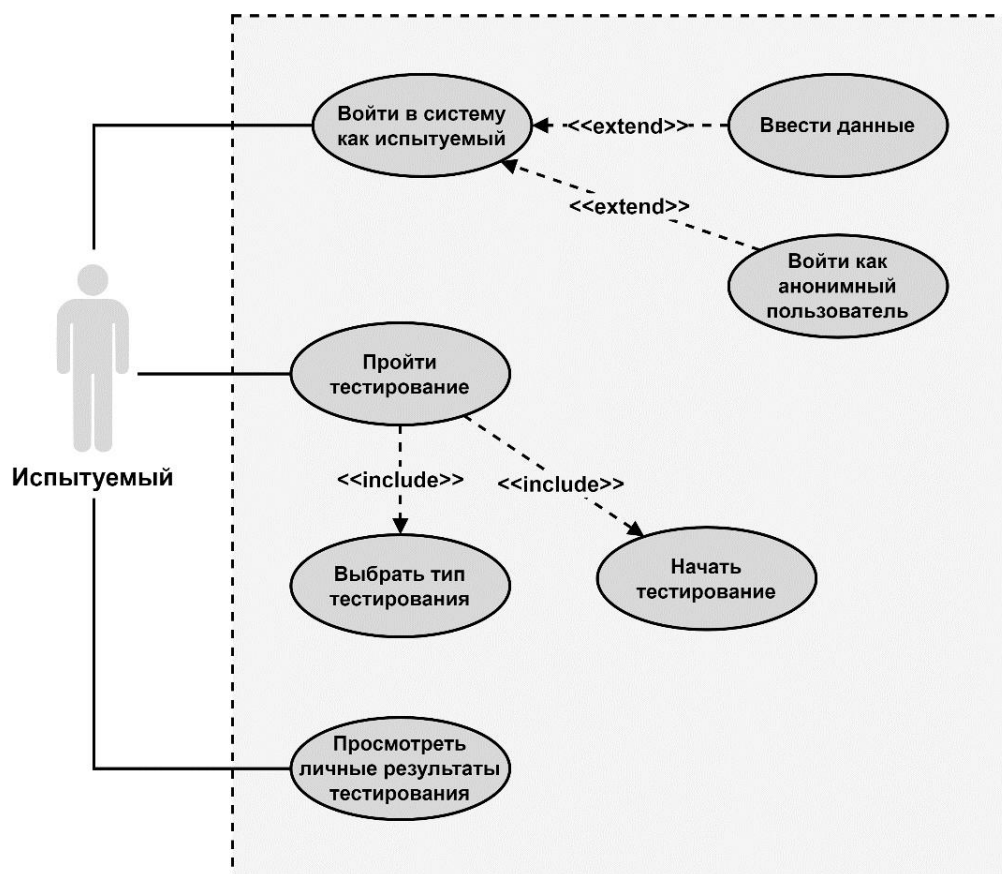 Войти в систему
как испытуемый
<<extend>>
Ввести данные
<<extend>>
Войти как
анонимный
пользователь
Пройти
тестирование
Испытуемый
<<include>>
<<include>>
Выбрать тип
тестирования
Начать
тестирование
Просмотреть
личные результаты
тестирования